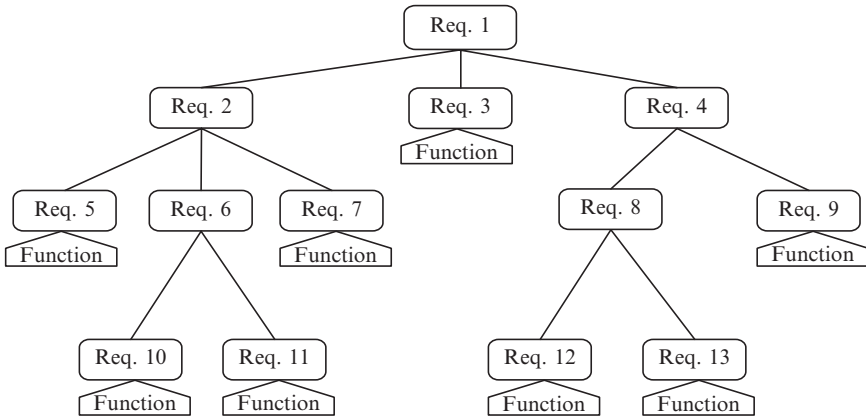 Req. 1
Req. 2
Req. 3
Req. 4
Function
Req. 5
Req. 6
Req. 7
Req. 8
Req. 9
Function
Function
Function
Req. 10
Req. 11
Req. 12
Req. 13
Function
Function
Function
Function